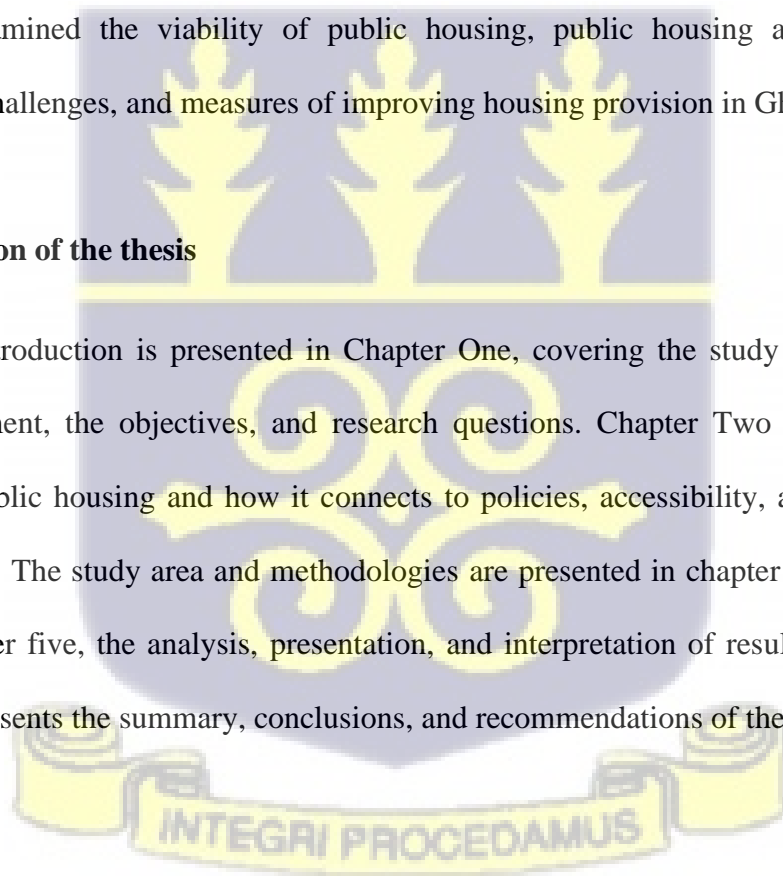 amined the viability of public housing, public housing a
hallenges, and measures of improving housing provision in Gh
on of the thesis
roduction is presented in Chapter One, covering the study
ent, the objectives, and research questions. Chapter Two
blic housing and how it connects to policies, accessibility, a
The study area and methodologies are presented in chapter
er five, the analysis, presentation, and interpretation of resul
sents the summary, conclusions, and recommendations of the
INTEGRI PROCEDAMUS